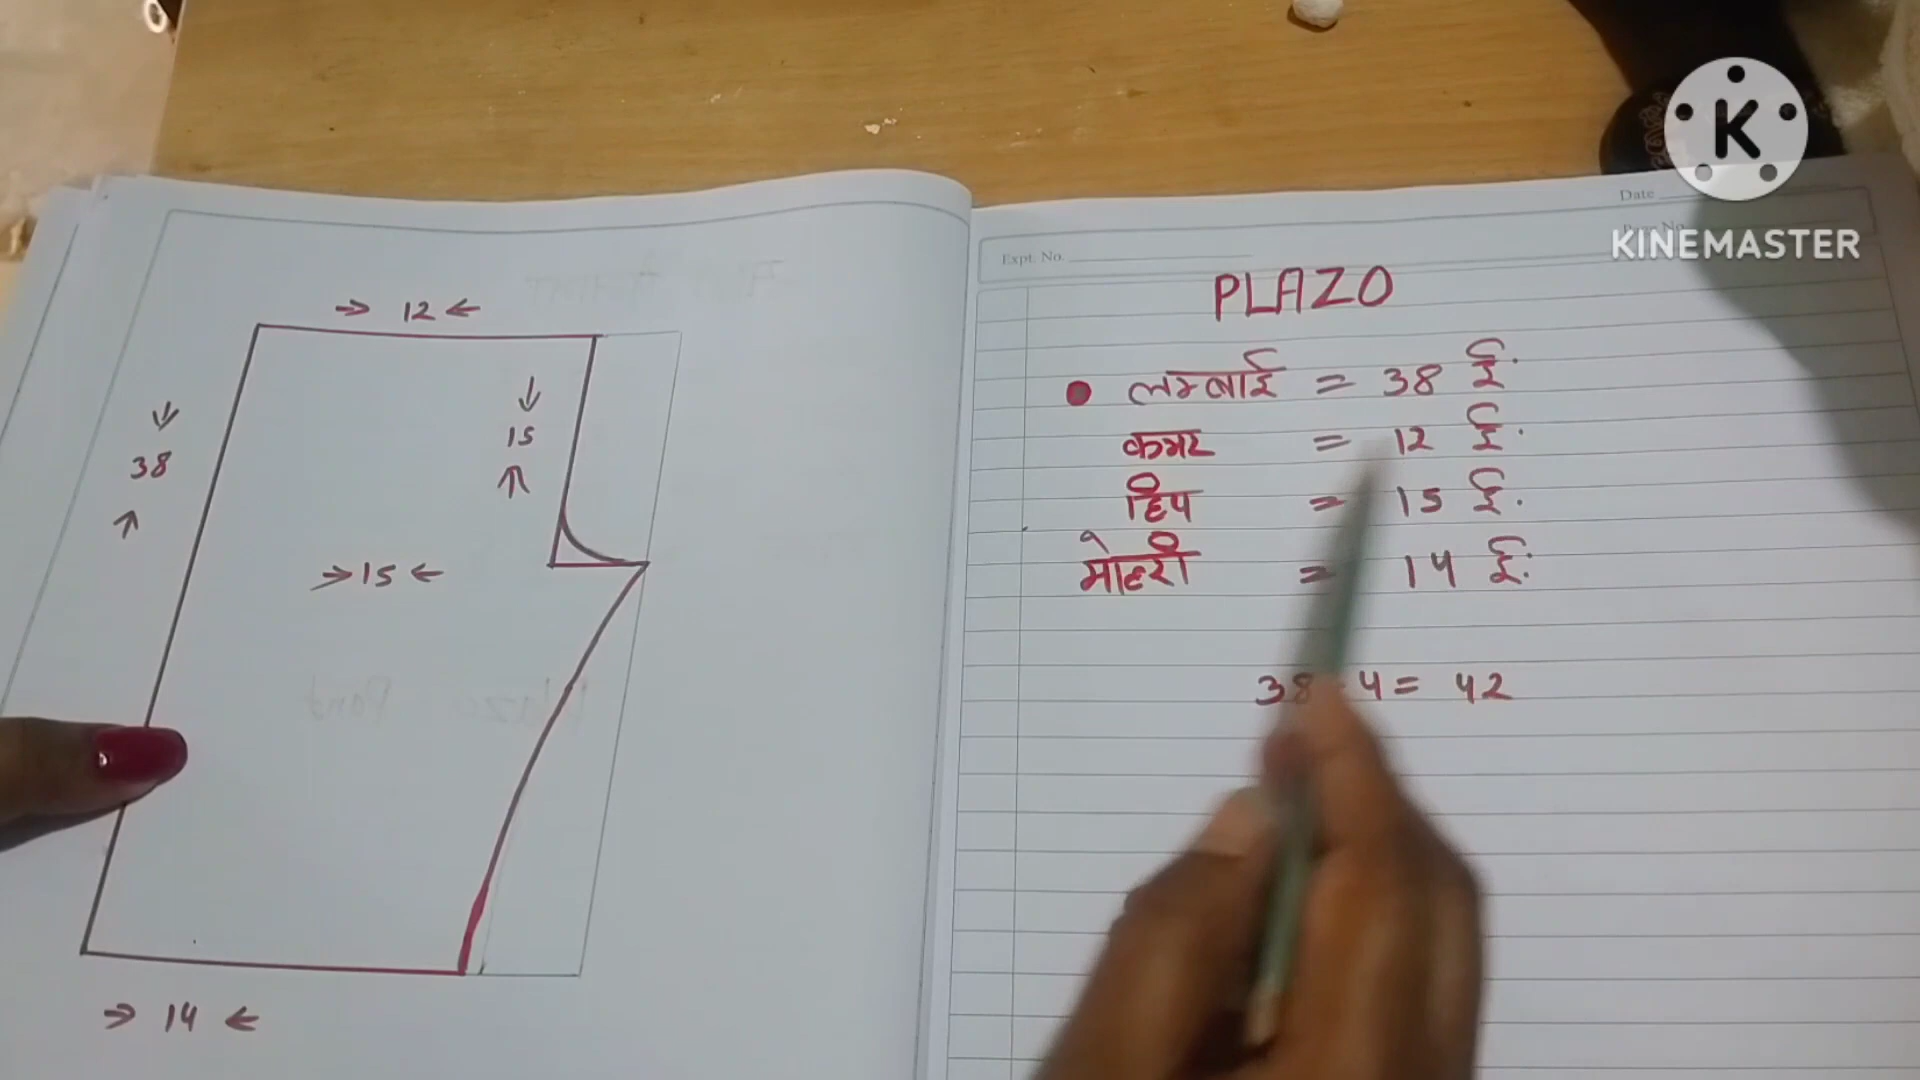 KINEMASTER
Date
Expt. No.
PLAZO
लम्बाई = 38 इं.
कमर = 12 इं.
हिप = 15 इं.
मोहरी = 14 इं.
38 4 = 42
→ 12 ←
↓
15
↑
↓
38
↑
→ 15 ←
→ 14 ←